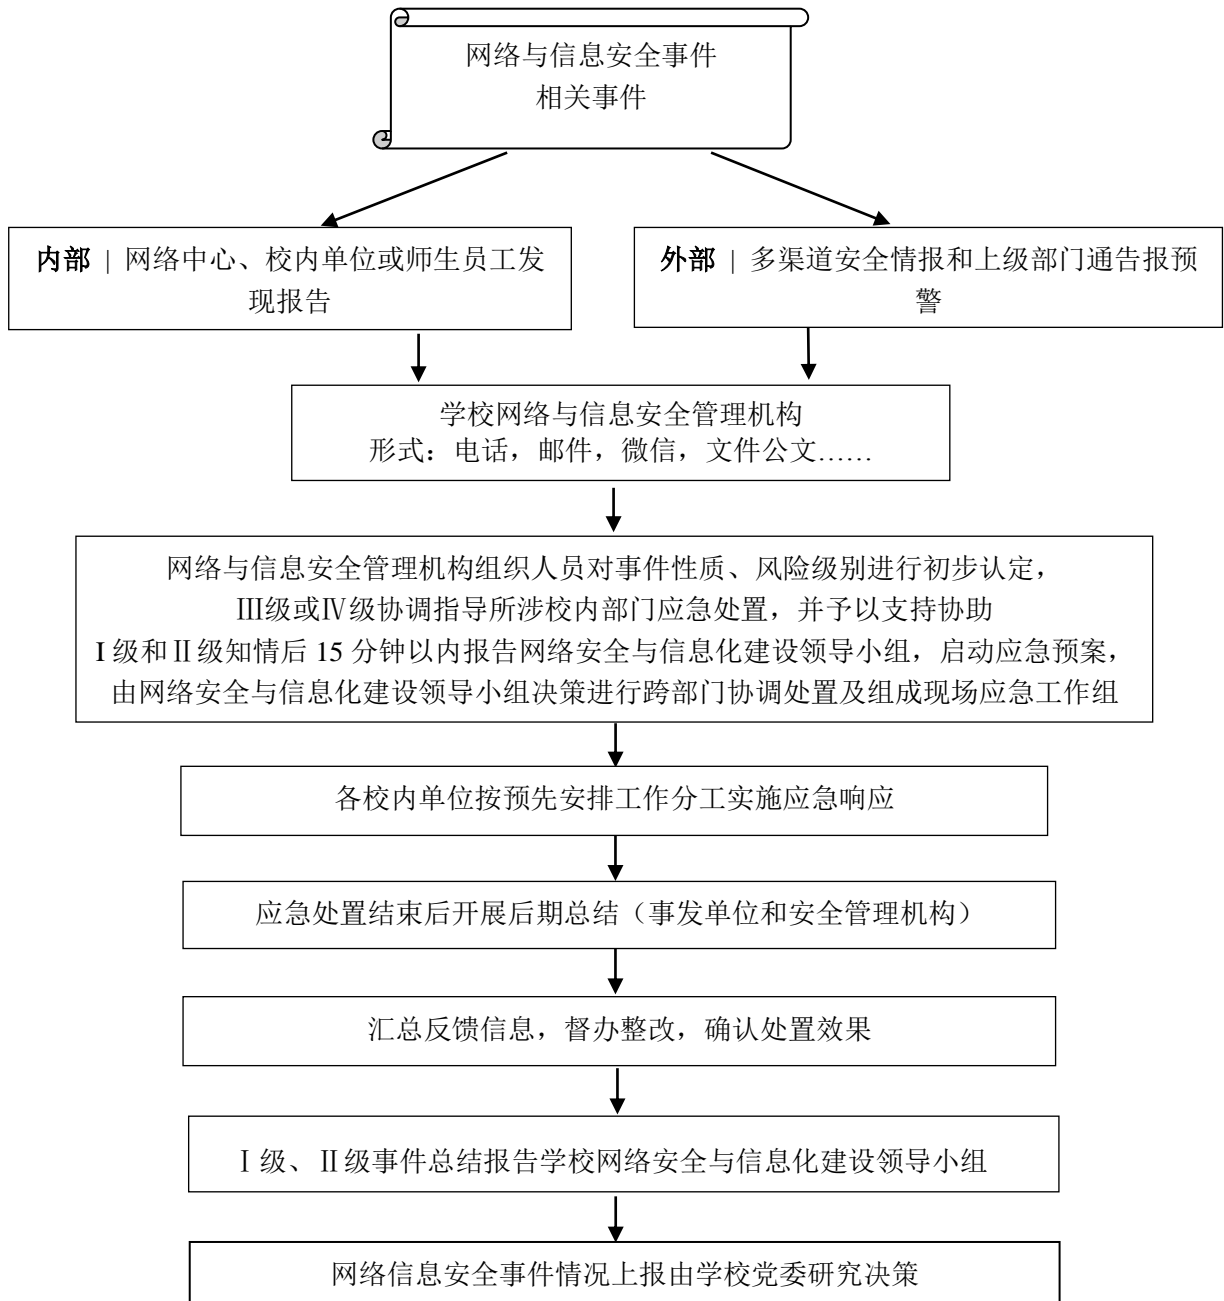 网络与信息安全事件
相关事件
内部 | 网络中心、校内单位或师生员工发
现报告
外部 | 多渠道安全情报和上级部门通告报预
警
学校网络与信息安全管理机构
形式：电话，邮件，微信，文件公文……
网络与信息安全管理机构组织人员对事件性质、风险级别进行初步认定，
Ⅲ级或Ⅳ级协调指导所涉校内部门应急处置，并予以支持协助
I 级和Ⅱ级知情后 15 分钟以内报告网络安全与信息化建设领导小组，启动应急预案，
由网络安全与信息化建设领导小组决策进行跨部门协调处置及组成现场应急工作组
各校内单位按预先安排工作分工实施应急响应
应急处置结束后开展后期总结（事发单位和安全管理机构）
汇总反馈信息，督办整改，确认处置效果
Ⅰ级、Ⅱ级事件总结报告学校网络安全与信息化建设领导小组
网络信息安全事件情况上报由学校党委研究决策